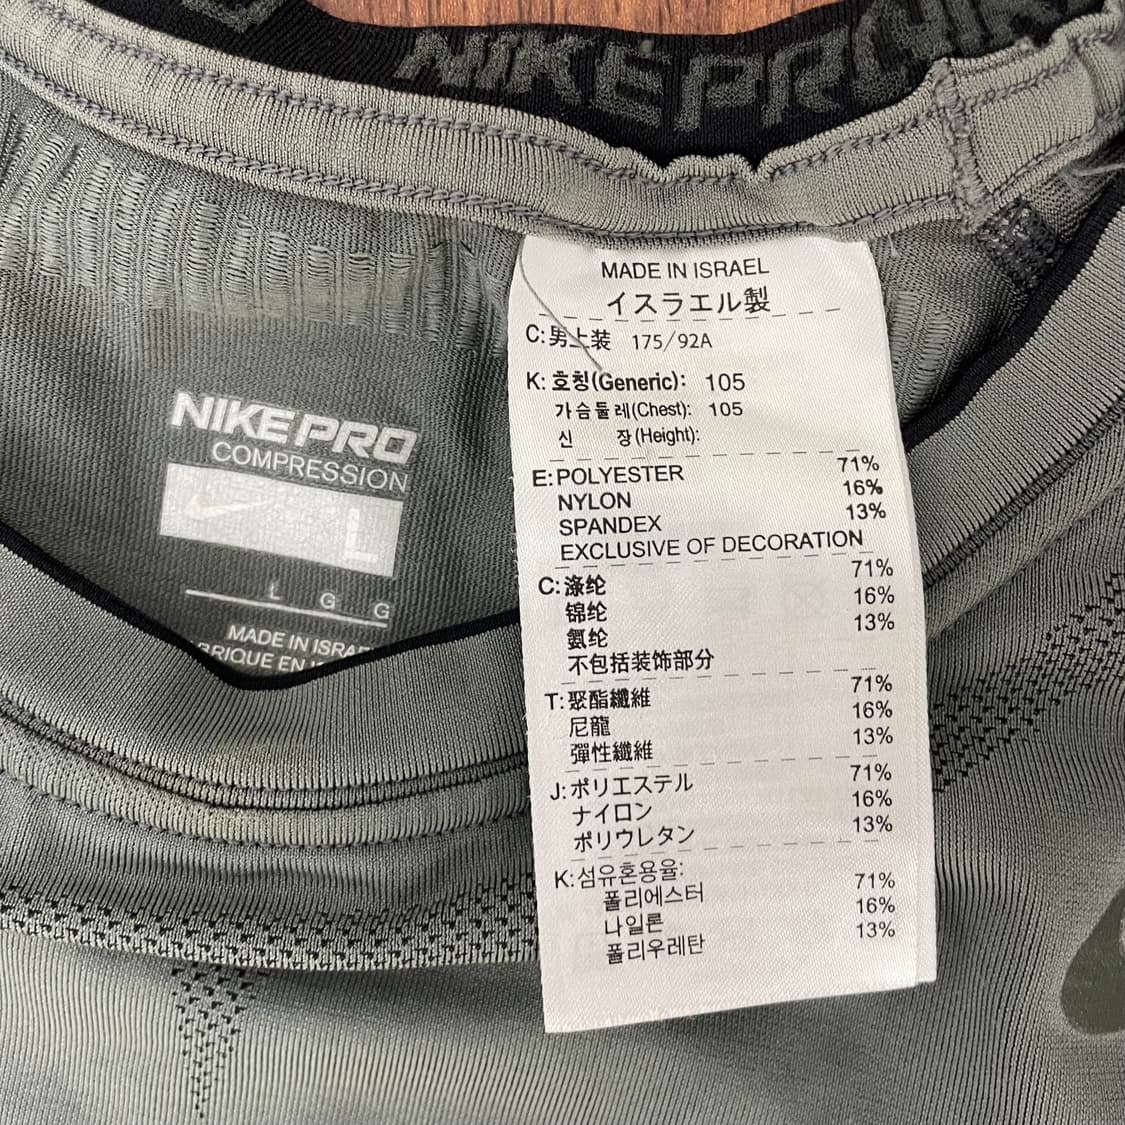 NIKE PRO
NIKE PRO
COMPRESSION
L
L G G
MADE IN
EN
MADE IN ISRAEL
イスラエル製
C:男上装 175/92A
K: 호칭(Generic): 105
가슴둘레(Chest): 105
신 장(Height):
E:POLYESTER 71%
NYLON 16%
SPANDEX 13%
EXCLUSIVE OF DECORATION
C:涤纶 71%
锦纶 16%
氨纶 13%
不包括装饰部分
T:聚酯纖維 71%
尼龍 16%
彈性纖維 13%
J:ポリエステル 71%
ナイロン 16%
ポリウレタン 13%
K:섬유혼용율:
폴리에스터 71%
나일론 16%
폴리우레탄 13%